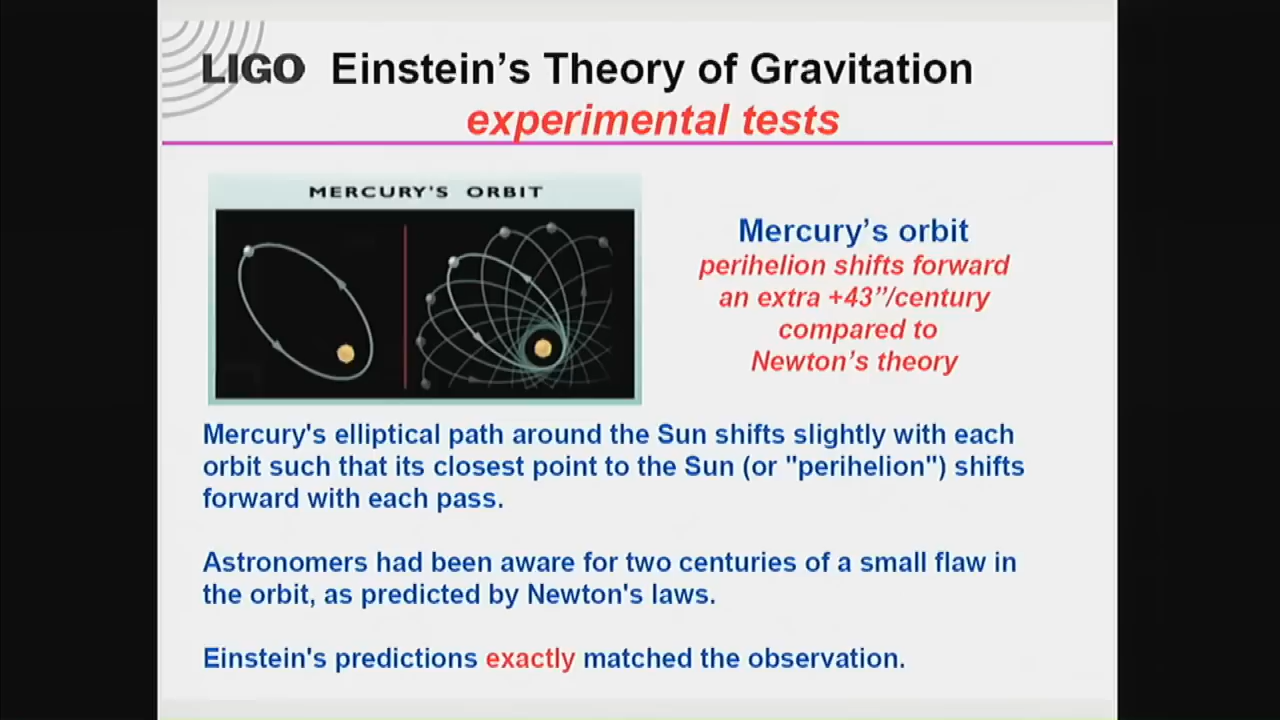 LIGO Einstein's Theory of Gravitation
experimental tests
MERCURY'S ORBIT
Mercury's orbit
perihelion shifts forward
an extra +43”/century
compared to
Newton's theory
Mercury's elliptical path around the Sun shifts slightly with each
orbit such that its closest point to the Sun (or "perihelion") shifts
forward with each pass.
Astronomers had been aware for two centuries of a small flaw in
the orbit, as predicted by Newton's laws.
Einstein's predictions exactly matched the observation.